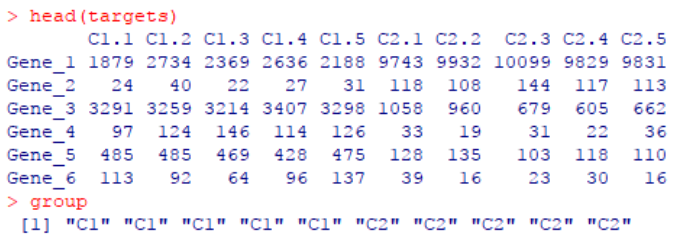 > head(targets)
C1.1 C1.2 C1.3 C1.4 C1.5 C2.1 C2.2 C2.3 C2.4 C2.5
Gene_1 1879 2734 2369 2636 2188 9743 9932 10099 9829 9831
Gene_2 24 40 22 27 31 118 108 144 117 113
Gene_3 3291 3259 3214 3407 3298 1058 960 679 605 662
Gene_4 97 124 146 114 126 33 19 31 22 36
Gene_5 485 485 469 428 475 128 135 103 118 110
Gene_6 113 92 64 96 137 39 16 23 30 16
> group
[1] "C1" "C1" "C1" "C1" "C1" "C2" "C2" "C2" "C2" "C2"